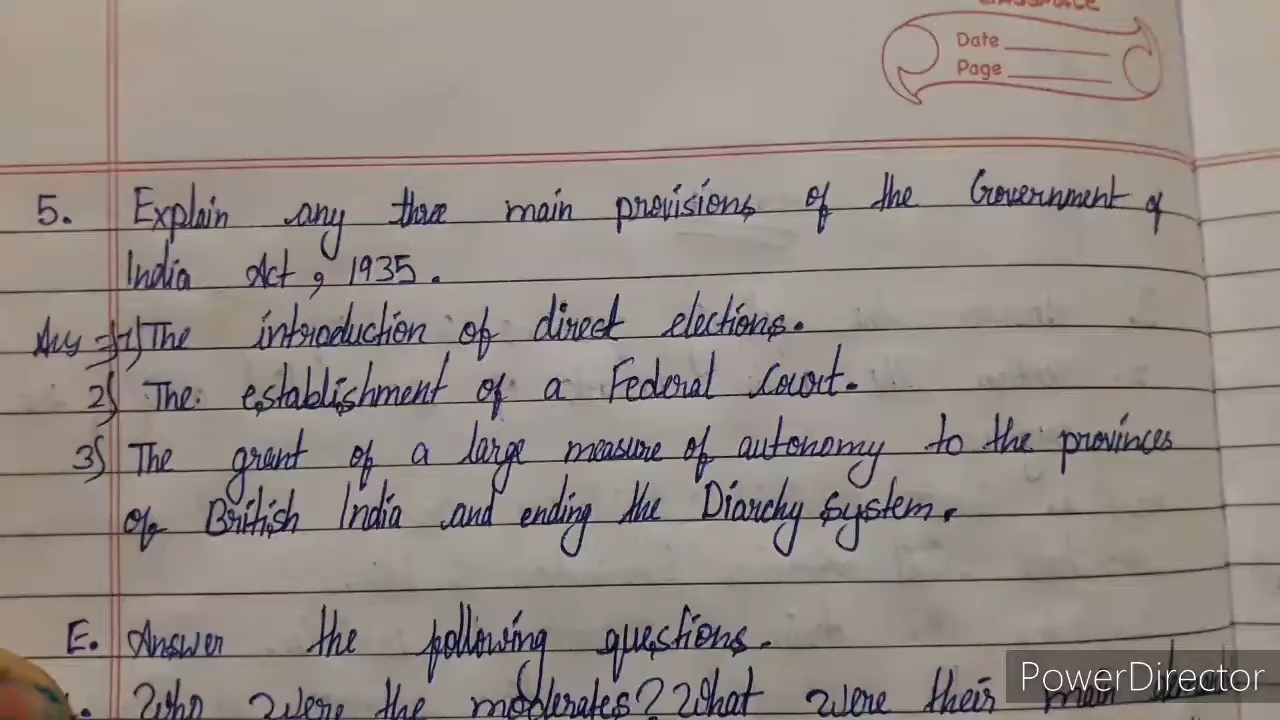 CLASSMATE
Date
Page
5. Explain any three main provisions of the Government of
India Act, 1935.
Ans => 1) The introduction of direct elections.
2) The establishment of a Federal Court.
3) The grant of a large measure of autonomy to the provinces
of British India and ending the Diarchy system.
E. Answer the following questions.
Who were the moderates? What were their main
PowerDirector